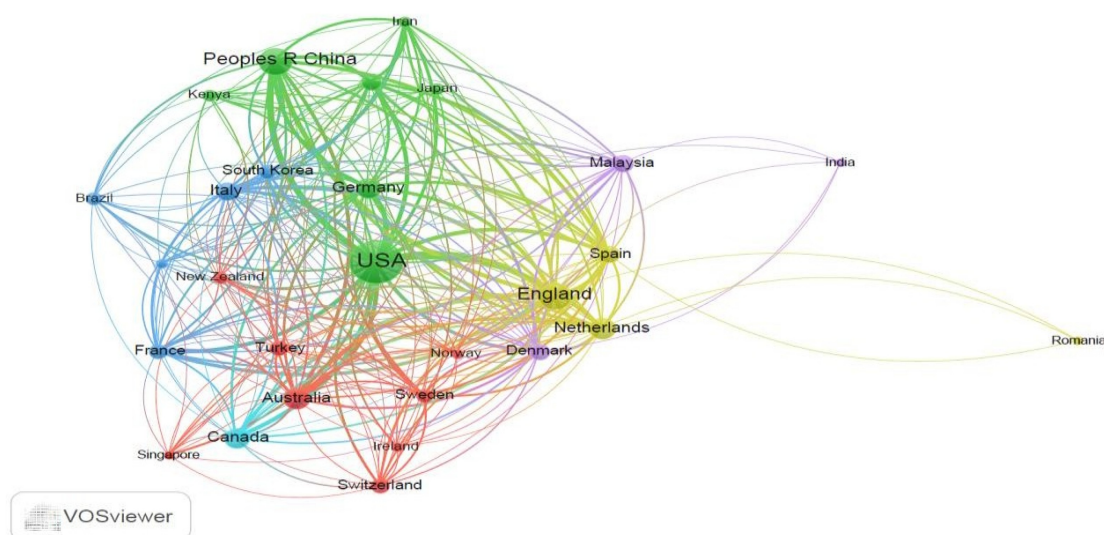 Iran
Peoples R China
Kenya
Japan
South Korea
Malaysia
India
Brazil
Italy
Germany
New Zealand
USA
Spain
England
France
Turkey
Norway
Denmark
Netherlands
Romania
Australia
Sweden
Canada
Ireland
Singapore
Switzerland
VOSviewer